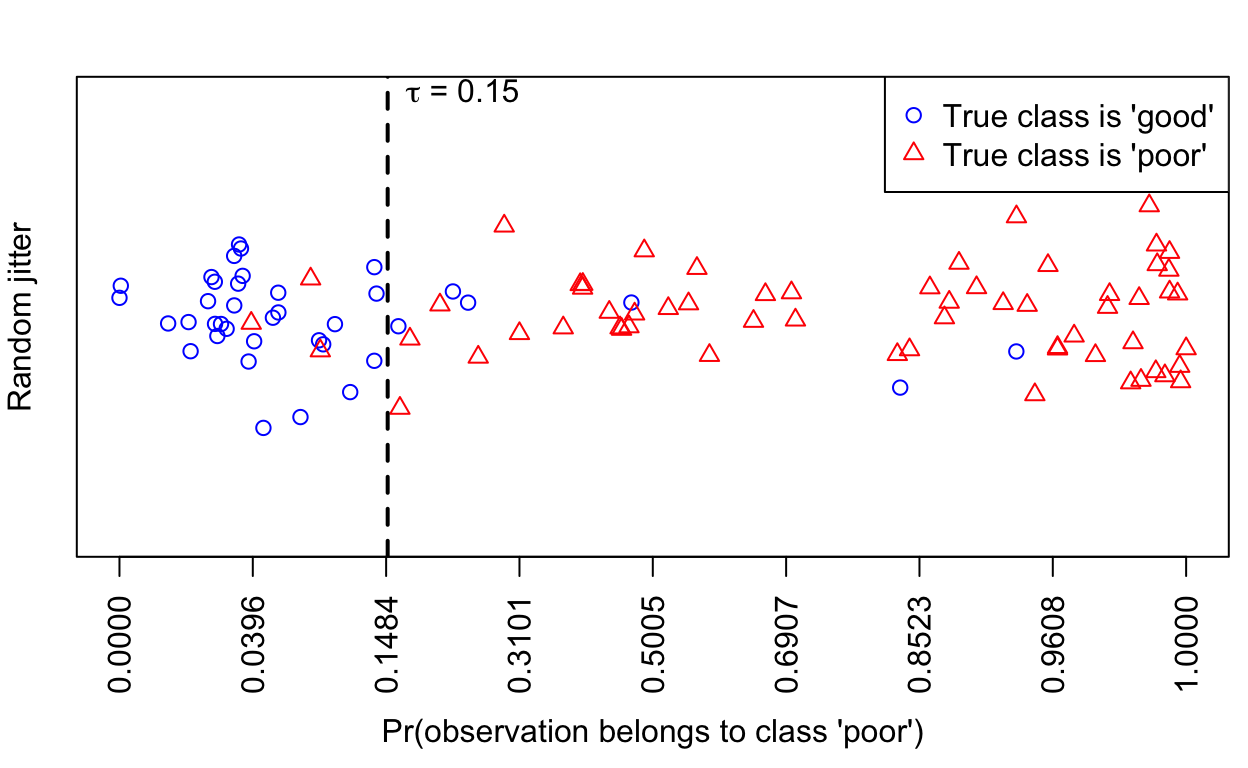 τ = 0.15
True class is 'good'
True class is 'poor'
Random jitter
0.0000
0.0396
0.1484
0.3101
0.5005
0.6907
0.8523
0.9608
1.0000
Pr(observation belongs to class 'poor')